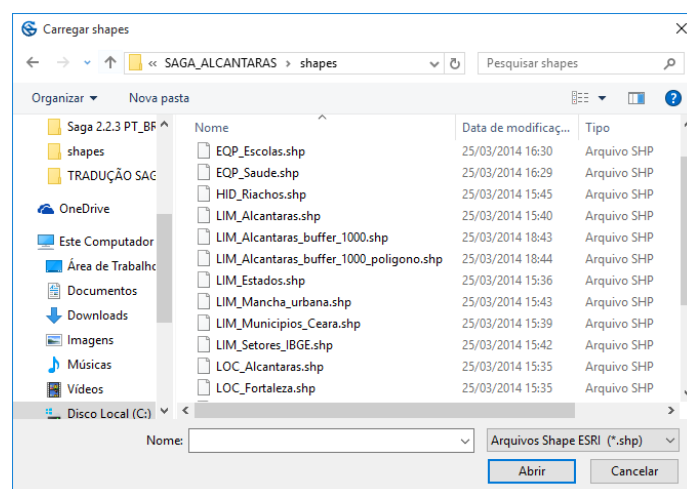 Carregar shapes
« SAGA_ALCANTARAS > shapes
Pesquisar shapes
Organizar Nova pasta
Saga 2.2.3 PT_BR
shapes
TRADUÇÃO SAG
OneDrive
Este Computador
Área de Trabalho
Documentos
Downloads
Imagens
Músicas
Vídeos
Disco Local (C:)
Nome Data de modificaç... Tipo
EQP_Escolas.shp 25/03/2014 16:30 Arquivo SHP
EQP_Saude.shp 25/03/2014 16:29 Arquivo SHP
HID_Riachos.shp 25/03/2014 15:45 Arquivo SHP
LIM_Alcantaras.shp 25/03/2014 15:40 Arquivo SHP
LIM_Alcantaras_buffer_1000.shp 25/03/2014 18:43 Arquivo SHP
LIM_Alcantaras_buffer_1000_poligono.shp 25/03/2014 18:44 Arquivo SHP
LIM_Estados.shp 25/03/2014 15:36 Arquivo SHP
LIM_Mancha_urbana.shp 25/03/2014 15:43 Arquivo SHP
LIM_Municipios_Ceara.shp 25/03/2014 15:39 Arquivo SHP
LIM_Setores_IBGE.shp 25/03/2014 15:42 Arquivo SHP
LOC_Alcantaras.shp 25/03/2014 15:35 Arquivo SHP
LOC_Fortaleza.shp 25/03/2014 15:35 Arquivo SHP
Nome:
Arquivos Shape ESRI (*.shp)
Abrir Cancelar